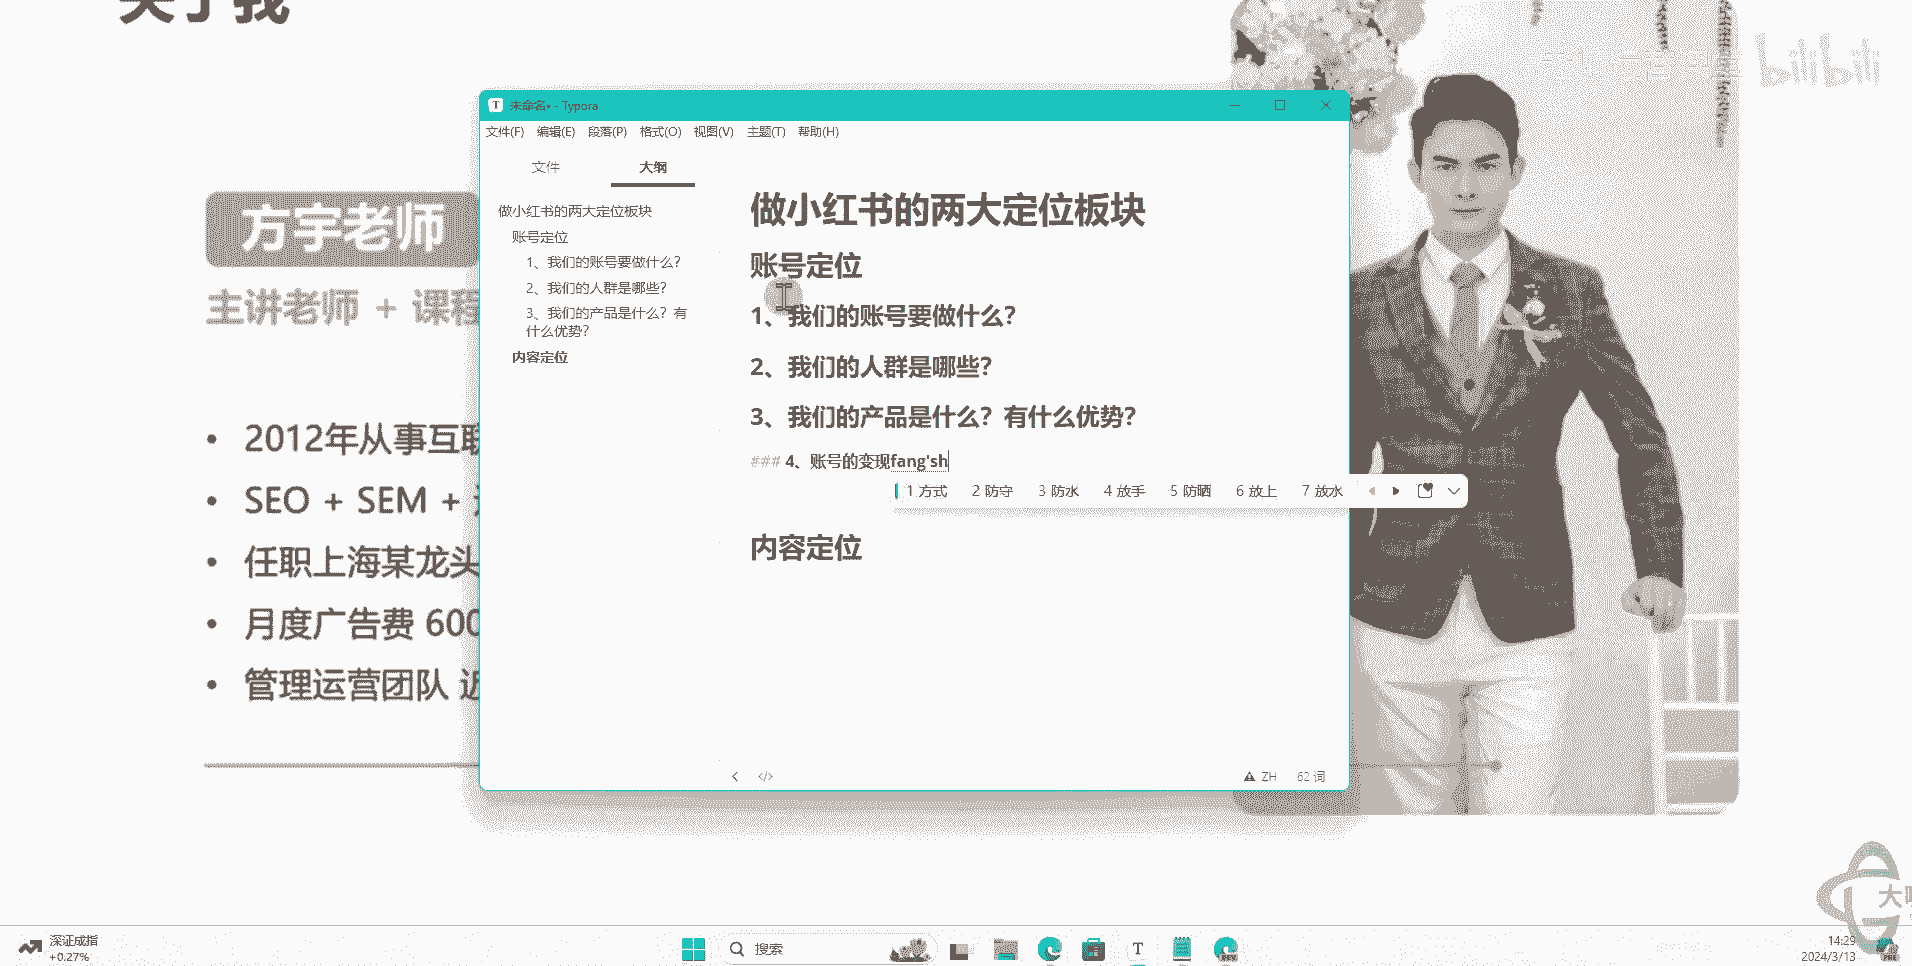 关于我
bilibili
方宇老师
主讲老师 + 课程
2012年从事互联
SEO + SEM +
任职上海某龙头
月度广告费 600
管理运营团队 近
未命名• - Typora
文件(F) 编辑(E) 段落(P) 格式(O) 视图(V) 主题(T) 帮助(H)
文件 大纲
做小红书的两大定位板块
账号定位
1、我们的账号要做什么?
2、我们的人群是哪些?
3、我们的产品是什么？有
什么优势?
内容定位
做小红书的两大定位板块
账号定位
1、我们的账号要做什么?
2、我们的人群是哪些?
3、我们的产品是什么？有什么优势?
### 4、账号的变现fang'sh
1 方式 2 防守 3 防水 4 放手 5 防晒 6 放上 7 放水
内容定位
</> ZH 62 词
深证成指
+0.27%
搜索
T
DEV
14:29
2024/3/13
PRE